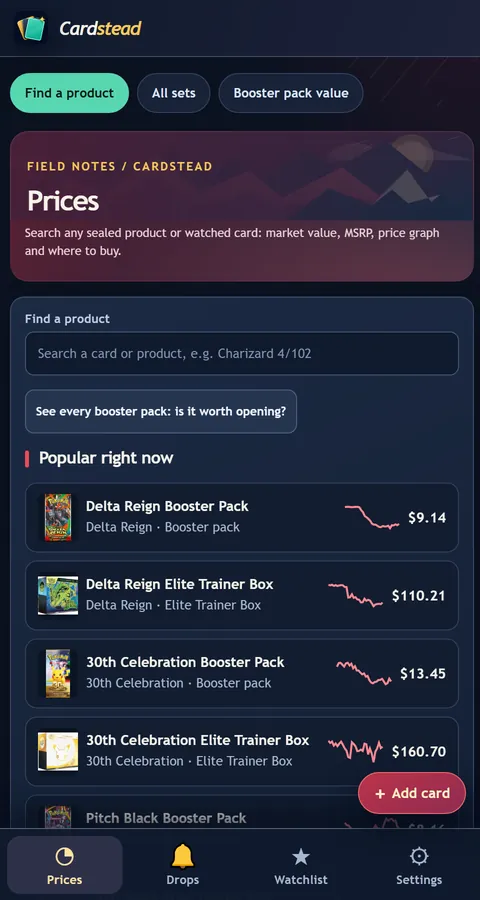 Cardstead
Find a product
All sets
Booster pack value
FIELD NOTES / CARDSTEAD
Prices
Search any sealed product or watched card: market value, MSRP, price graph
and where to buy.
Find a product
Search a card or product, e.g. Charizard 4/102
See every booster pack: is it worth opening?
Popular right now
Delta Reign Booster Pack
Delta Reign · Booster pack
$9.14
Delta Reign Elite Trainer Box
Delta Reign · Elite Trainer Box
$110.21
30th Celebration Booster Pack
30th Celebration · Booster pack
$13.45
30th Celebration Elite Trainer Box
30th Celebration · Elite Trainer Box
$160.70
+ Add card
Pitch Black Booster Pack
Prices
Drops
Watchlist
Settings